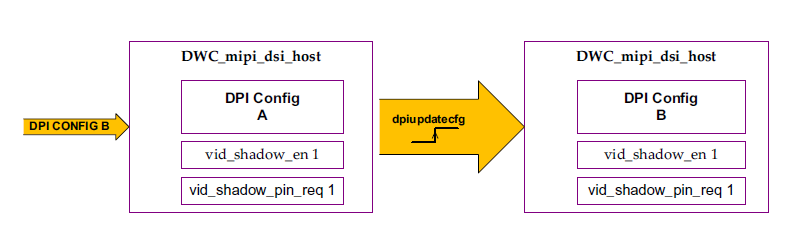 DPI CONFIG B
DWC_mipi_dsi_host
DPI Config
A
vid_shadow_en 1
vid_shadow_pin_req 1
dpiupdatecfg
DWC_mipi_dsi_host
DPI Config
B
vid_shadow_en 1
vid_shadow_pin_req 1